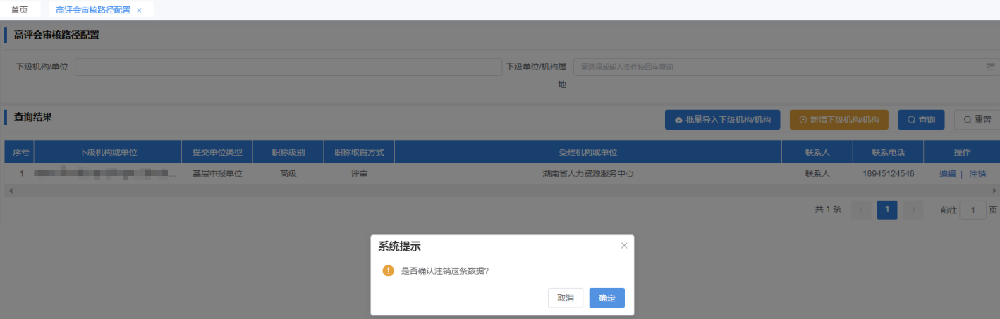 首页 高评会审核路径配置 ×
高评会审核路径配置
下级机构/单位 下级单位/机构属地 请选择或输入条件按回车查询
查询结果 批量导入下级机构/机构 新增下级机构/机构 查询 重置
序号 下级机构或单位 提交单位类型 职称级别 职称取得方式 受理机构或单位 联系人 联系电话 操作
1 ... 基层申报单位 高级 评审 湖南省人力资源服务中心 联系人 18945124548 编辑 | 注销
共 1 条 1 前往 1 页
系统提示
是否确认注销这条数据?
取消 确定